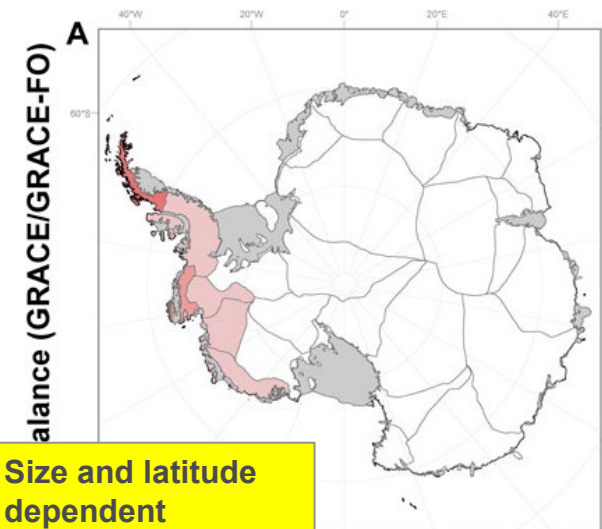 A
40°W 20°W 0° 20°E 40°E
60°S
alance (GRACE/GRACE-FO)
Size and latitude
dependent